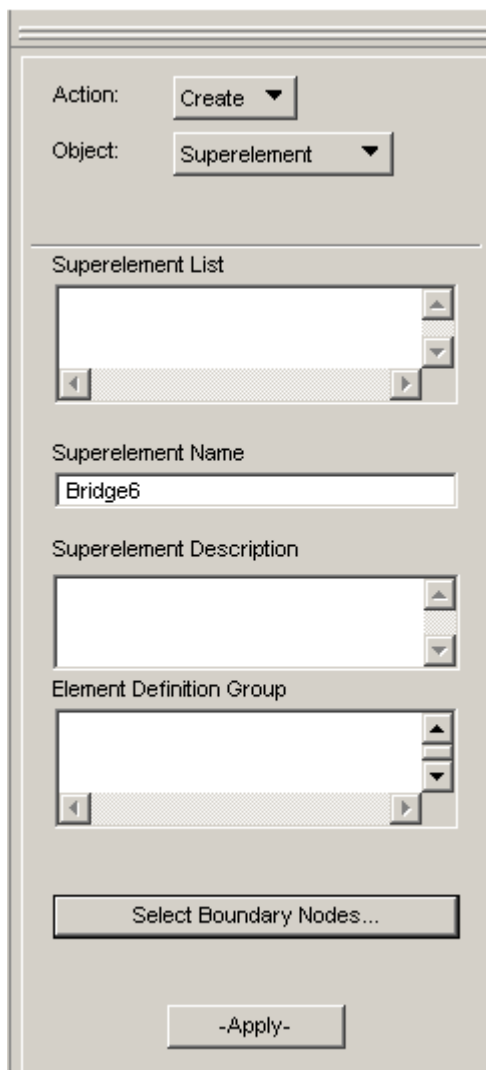 Action: Create
Object: Superelement
Superelement List
Superelement Name
Bridge6
Superelement Description
Element Definition Group
Select Boundary Nodes...
-Apply-